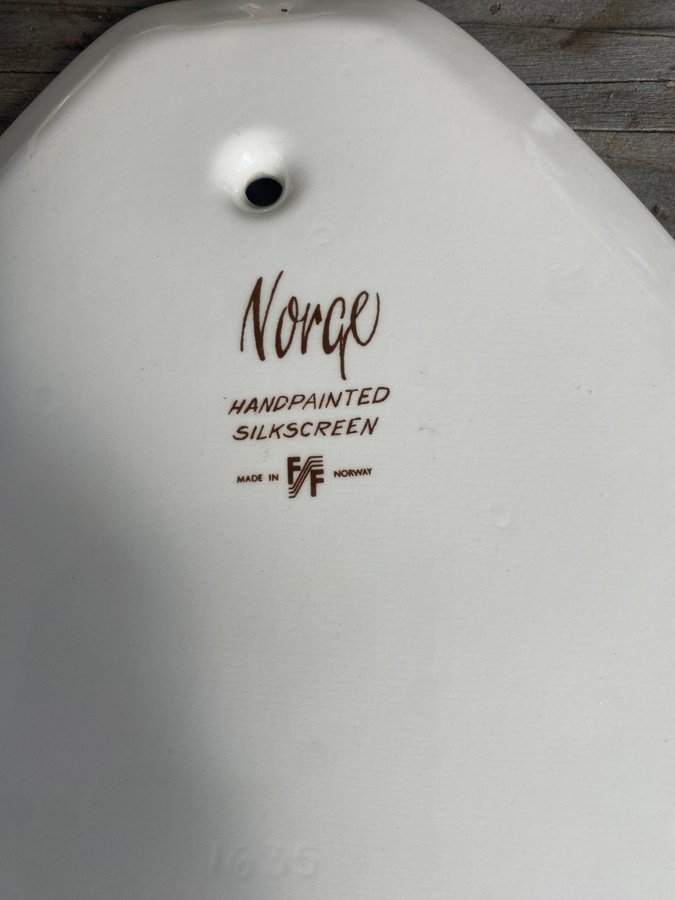 Norge
HANDPAINTED
SILKSCREEN
MADE IN FF NORWAY